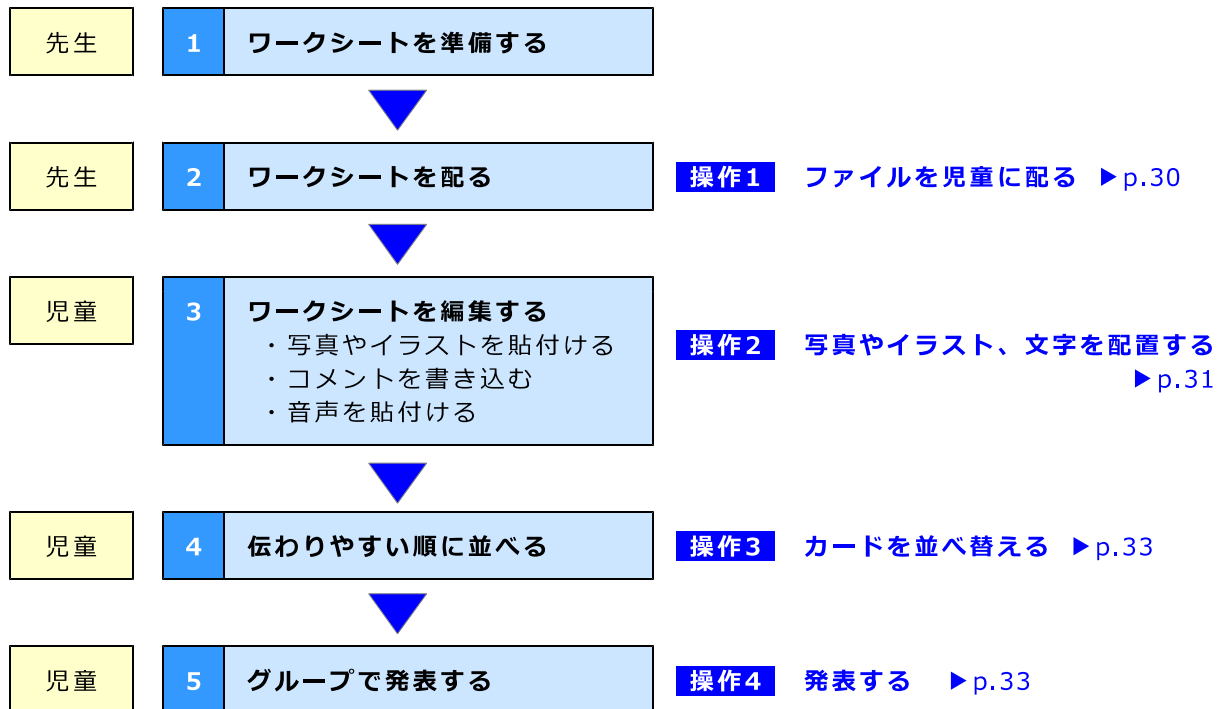 先生 1 ワークシートを準備する
先生 2 ワークシートを配る 操作1 ファイルを児童に配る ▶p.30
児童 3 ワークシートを編集する
・写真やイラストを貼付ける 操作2 写真やイラスト、文字を配置する
・コメントを書き込む ▶p.31
・音声を貼付ける
児童 4 伝わりやすい順に並べる 操作3 カードを並べ替える ▶p.33
児童 5 グループで発表する 操作4 発表する ▶p.33